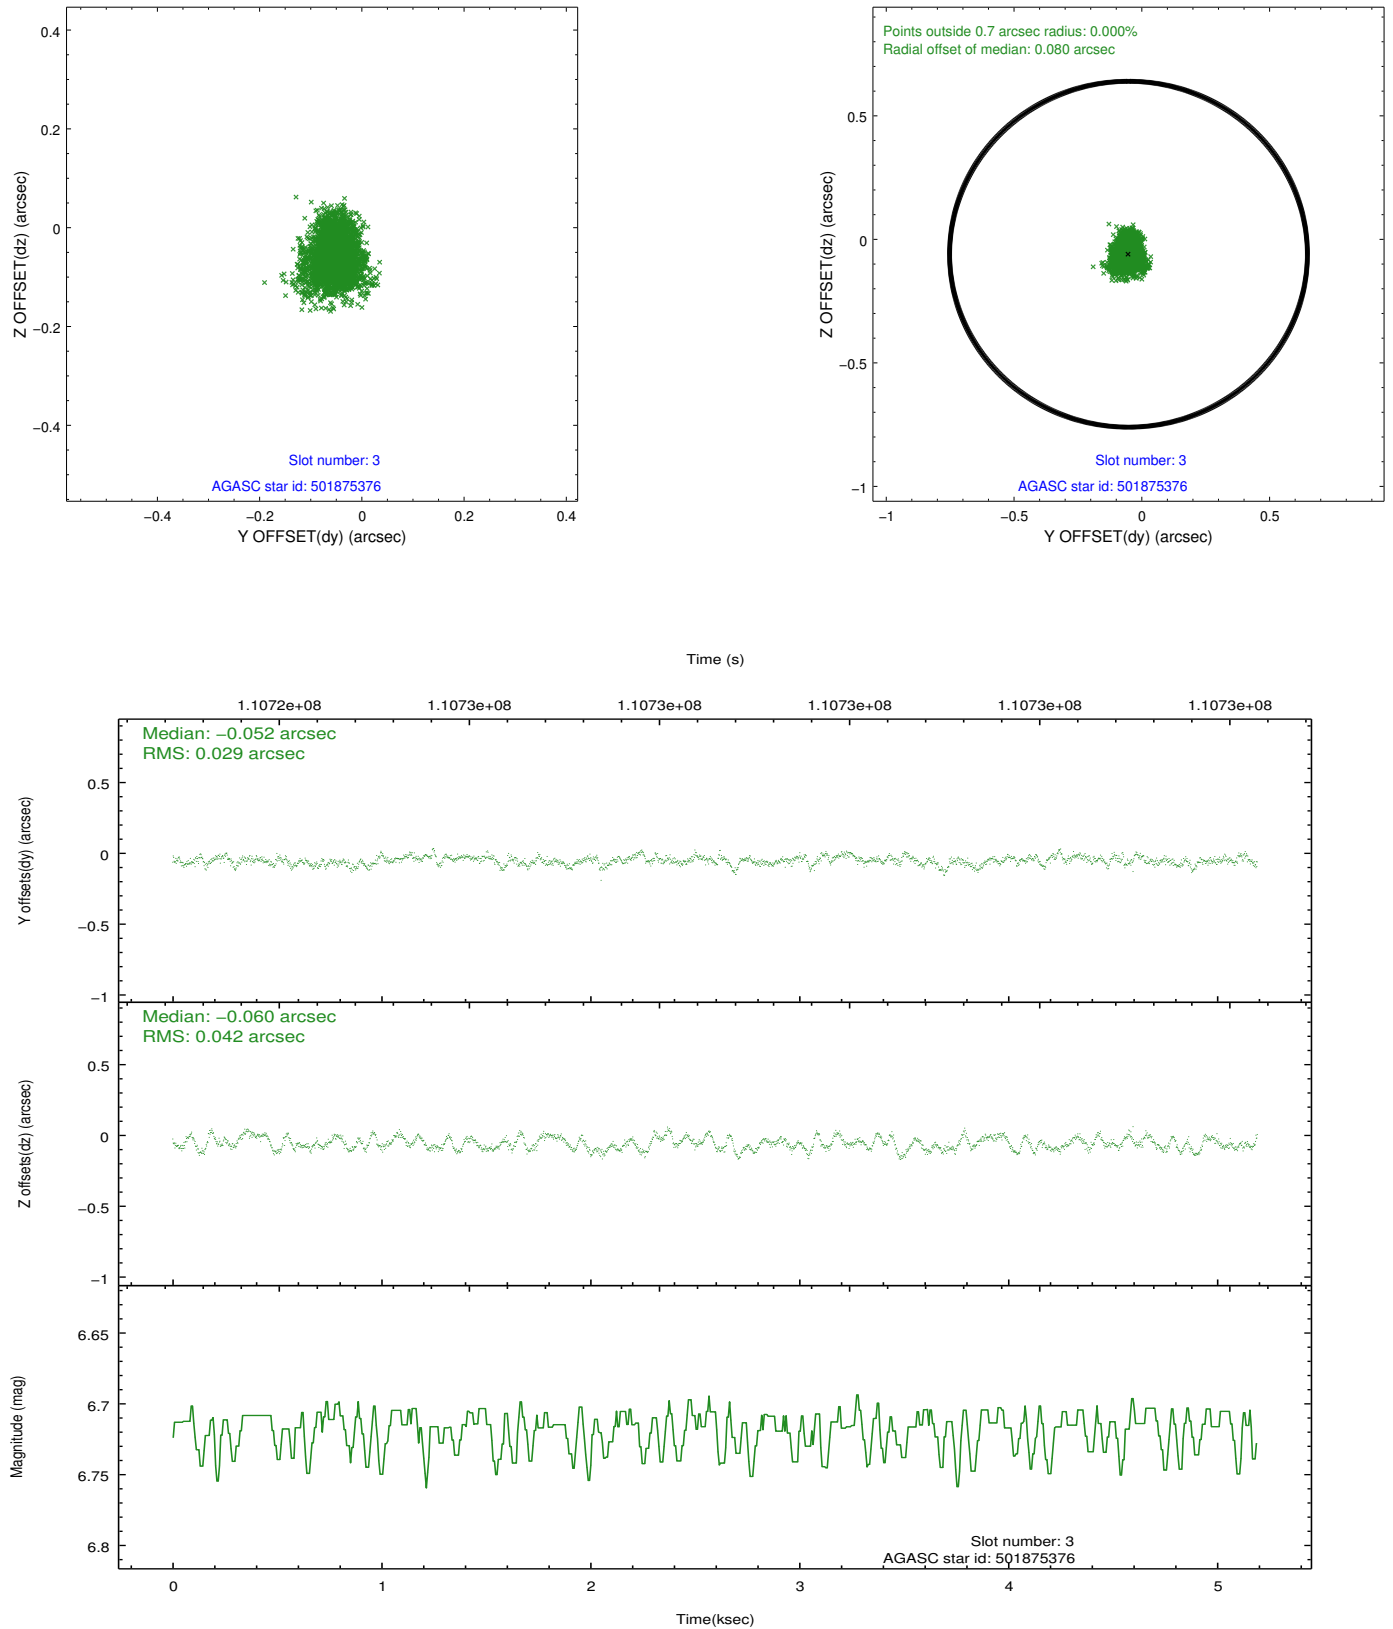 0.4
0.2
0
−0.2
−0.4
Z OFFSET(dz) (arcsec)
Slot number: 3
AGASC star id: 501875376
−0.4 −0.2 0 0.2 0.4
Y OFFSET(dy) (arcsec)
Points outside 0.7 arcsec radius: 0.000%
Radial offset of median: 0.080 arcsec
0.5
0
−0.5
−1
Z OFFSET(dz) (arcsec)
Slot number: 3
AGASC star id: 501875376
−1 −0.5 0 0.5
Y OFFSET(dy) (arcsec)
Time (s)
1.1072e+08 1.1073e+08 1.1073e+08 1.1073e+08 1.1073e+08 1.1073e+08
Median: −0.052 arcsec
RMS: 0.029 arcsec
0.5
0
−0.5
−1
Y offsets(dy) (arcsec)
Median: −0.060 arcsec
RMS: 0.042 arcsec
0.5
0
−0.5
−1
Z offsets(dz) (arcsec)
6.65
6.7
6.75
6.8
Magnitude (mag)
Slot number: 3
AGASC star id: 501875376
0 1 2 3 4 5
Time(ksec)